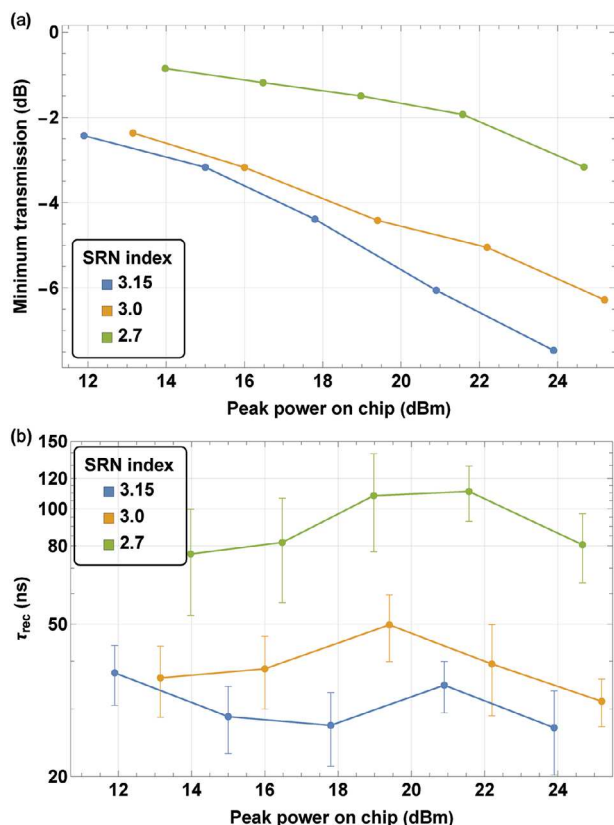 (a)
0
−2
−4
−6
Minimum transmission (dB)
SRN index
3.15
3.0
2.7
12 14 16 18 20 22 24
Peak power on chip (dBm)
(b)
150
120
100
80
50
20
τrec (ns)
SRN index
3.15
3.0
2.7
12 14 16 18 20 22 24
Peak power on chip (dBm)